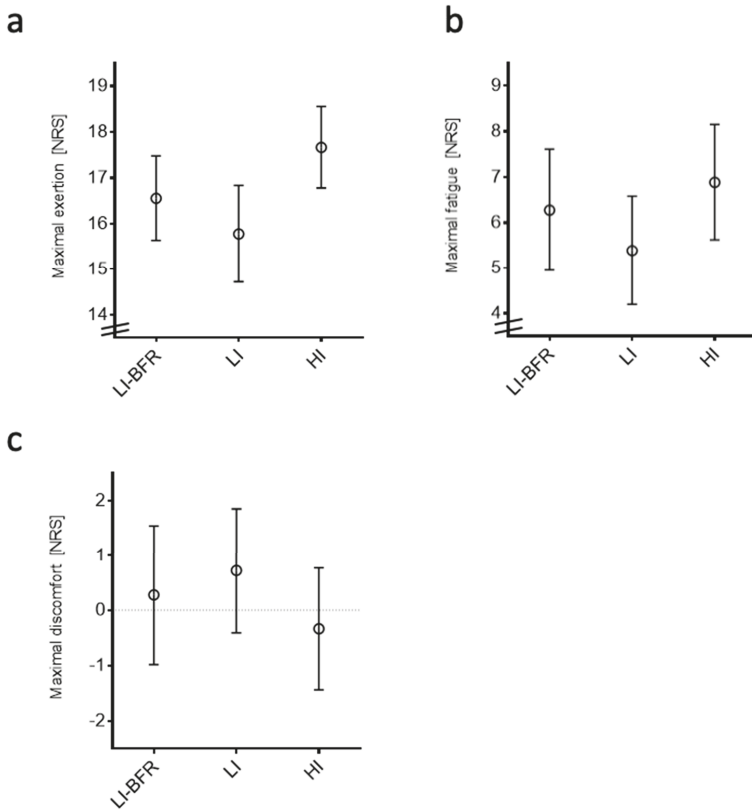 a
Maximal exertion [NRS]
19
18
17
16
15
14
LI-BFR
LI
HI
b
Maximal fatigue [NRS]
9
8
7
6
5
4
LI-BFR
LI
HI
c
Maximal discomfort [NRS]
2
1
0
-1
-2
LI-BFR
LI
HI